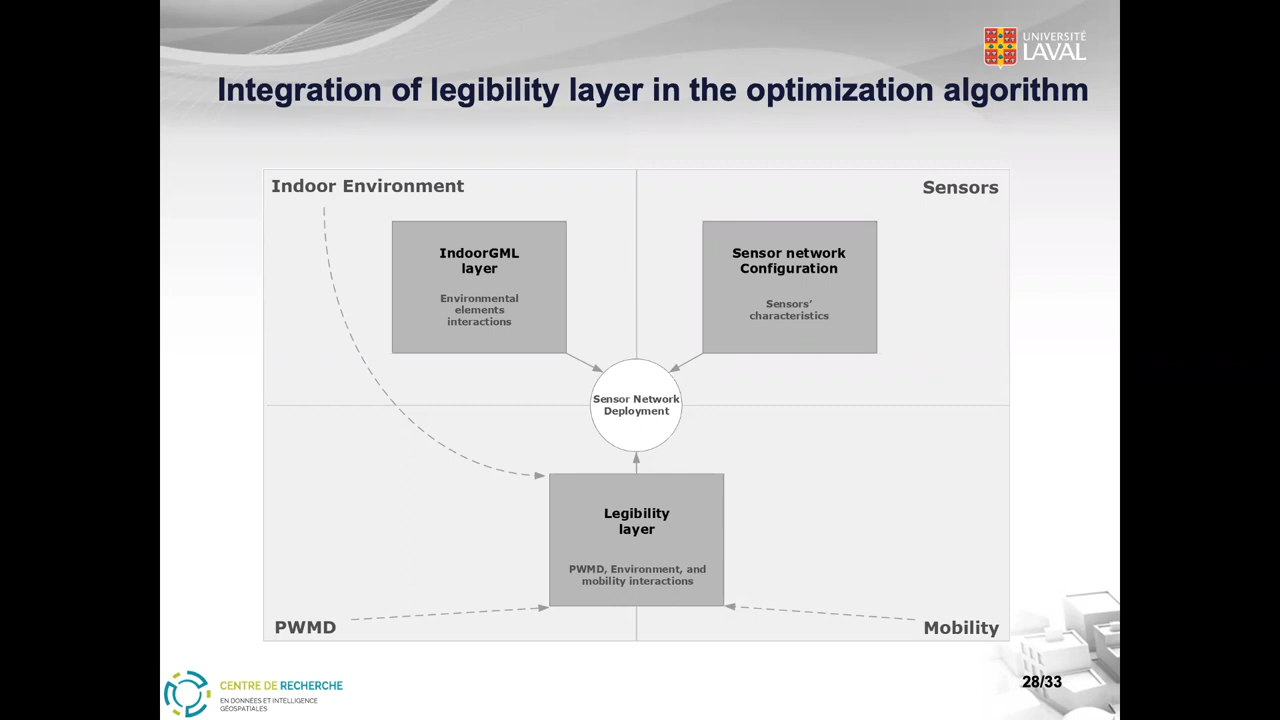 UNIVERSITÉ
LAVAL
Integration of legibility layer in the optimization algorithm
Indoor Environment
Sensors
IndoorGML
layer
Environmental
elements
interactions
Sensor network
Configuration
Sensors’
characteristics
Sensor Network
Deployment
Legibility
layer
PWMD, Environment, and
mobility interactions
PWMD
Mobility
CENTRE DE RECHERCHE
EN DONNÉES ET INTELLIGENCE
GÉOSPATIALES
28/33